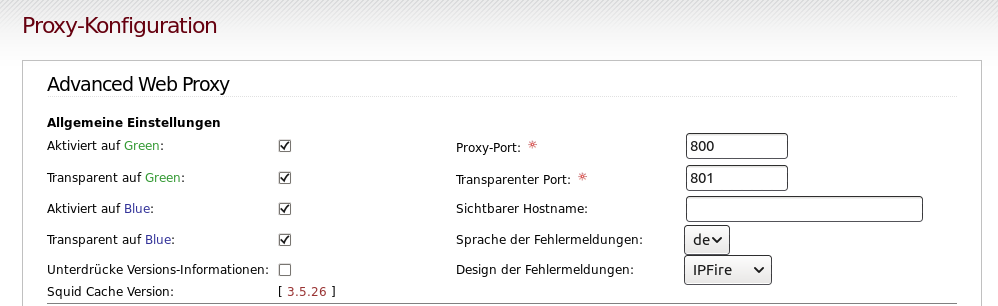 Proxy-Konfiguration
Advanced Web Proxy
Allgemeine Einstellungen
Aktiviert auf Green: Proxy-Port: 800
Transparent auf Green: Transparenter Port: 801
Aktiviert auf Blue: Sichtbarer Hostname:
Transparent auf Blue: Sprache der Fehlermeldungen: de
Unterdrücke Versions-Informationen: Design der Fehlermeldungen: IPFire
Squid Cache Version: [ 3.5.26 ]